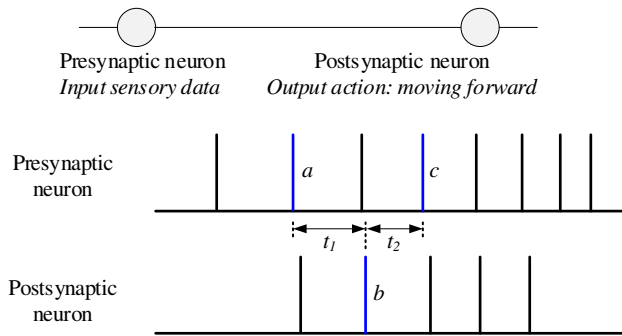 Presynaptic neuron
Input sensory data
Postsynaptic neuron
Output action: moving forward
Presynaptic
neuron
a
c
t1
t2
Postsynaptic
neuron
b